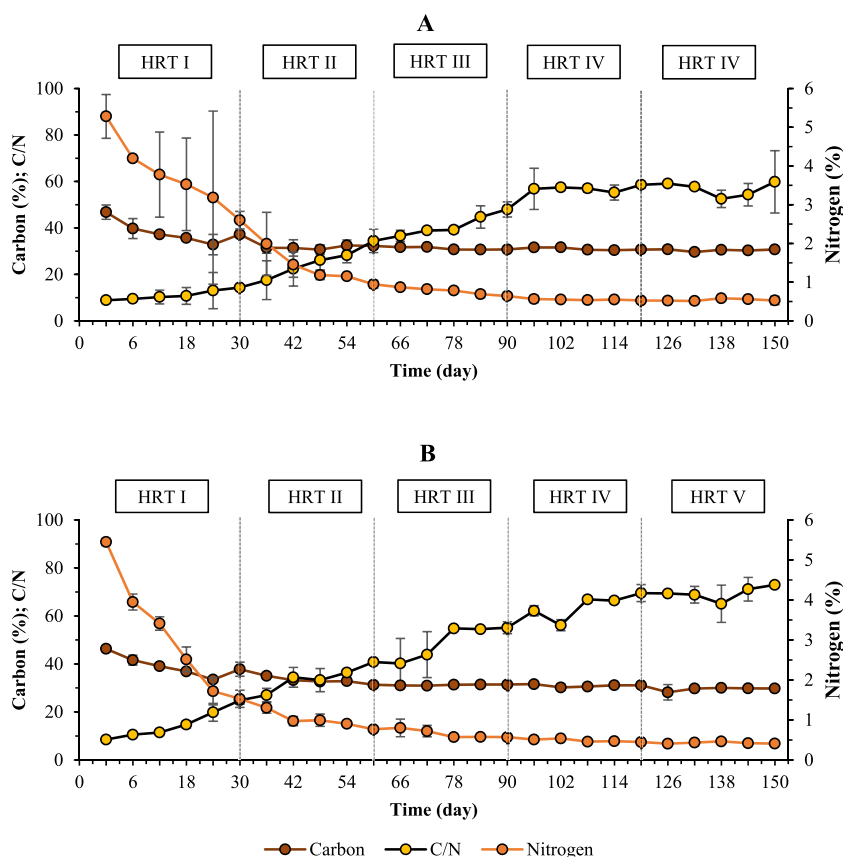 A
HRT I HRT II HRT III HRT IV HRT IV
100 80 60 40 20 0
Carbon (%); C/N
6 5 4 3 2 1 0
Nitrogen (%)
0 6 18 30 42 54 66 78 90 102 114 126 138 150
Time (day)
B
HRT I HRT II HRT III HRT IV HRT V
100 80 60 40 20 0
Carbon (%); C/N
6 5 4 3 2 1 0
Nitrogen (%)
0 6 18 30 42 54 66 78 90 102 114 126 138 150
Time (day)
Carbon C/N Nitrogen